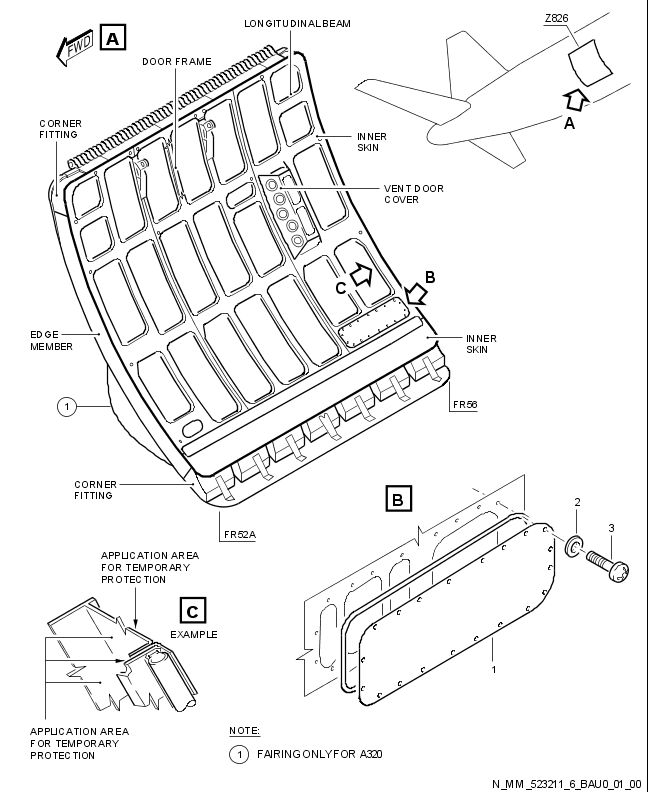 FWD
A
LONGITUDINAL BEAM
DOOR FRAME
Z826
A
CORNER
FITTING
INNER
SKIN
VENT DOOR
COVER
C
B
EDGE
MEMBER
INNER
SKIN
1
FR56
CORNER
FITTING
FR52A
B
2
3
1
APPLICATION AREA
FOR TEMPORARY
PROTECTION
C
EXAMPLE
APPLICATION AREA
FOR TEMPORARY
PROTECTION
NOTE:
1 FAIRING ONLY FOR A320
N_MM_523211_6_BAU0_01_00